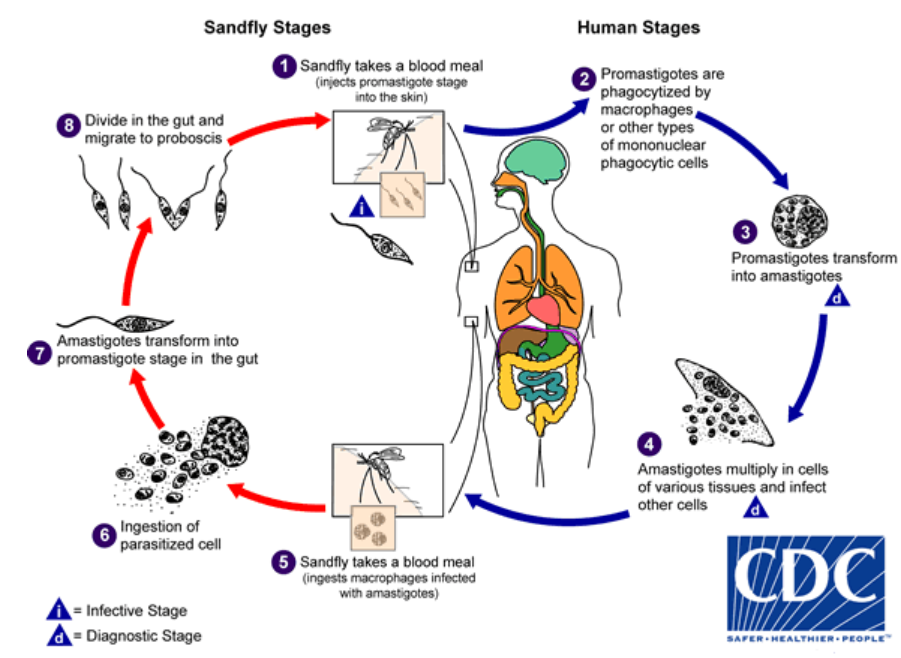 Sandfly Stages
Human Stages
1 Sandfly takes a blood meal
(injects promastigote stage
into the skin)
i
2 Promastigotes are
phagocytized by
macrophages
or other types
of mononuclear
phagocytic cells
3
Promastigotes transform
into amastigotes
d
4
Amastigotes multiply in cells
of various tissues and infect
other cells
d
5 Sandfly takes a blood meal
(ingests macrophages infected
with amastigotes)
6 Ingestion of
parasitized cell
7 Amastigotes transform into
promastigote stage in the gut
8 Divide in the gut and
migrate to proboscis
i = Infective Stage
d = Diagnostic Stage
CDC
SAFER • HEALTHIER • PEOPLE™